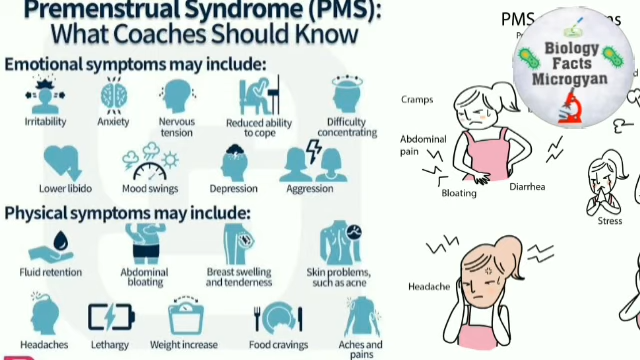 Premenstrual Syndrome (PMS):
What Coaches Should Know
Emotional symptoms may include:
Irritability
Anxiety
Nervous
tension
Reduced ability
to cope
Difficulty
concentrating
Lower libido
Mood swings
Depression
Aggression
Physical symptoms may include:
Fluid retention
Abdominal
bloating
Breast swelling
and tenderness
Skin problems,
such as acne
Headaches
Lethargy
Weight increase
Food cravings
Aches and
pains
PMS
Biology
Facts
Microgyan
Cramps
Abdominal
pain
Bloating
Diarrhea
Stress
Headache